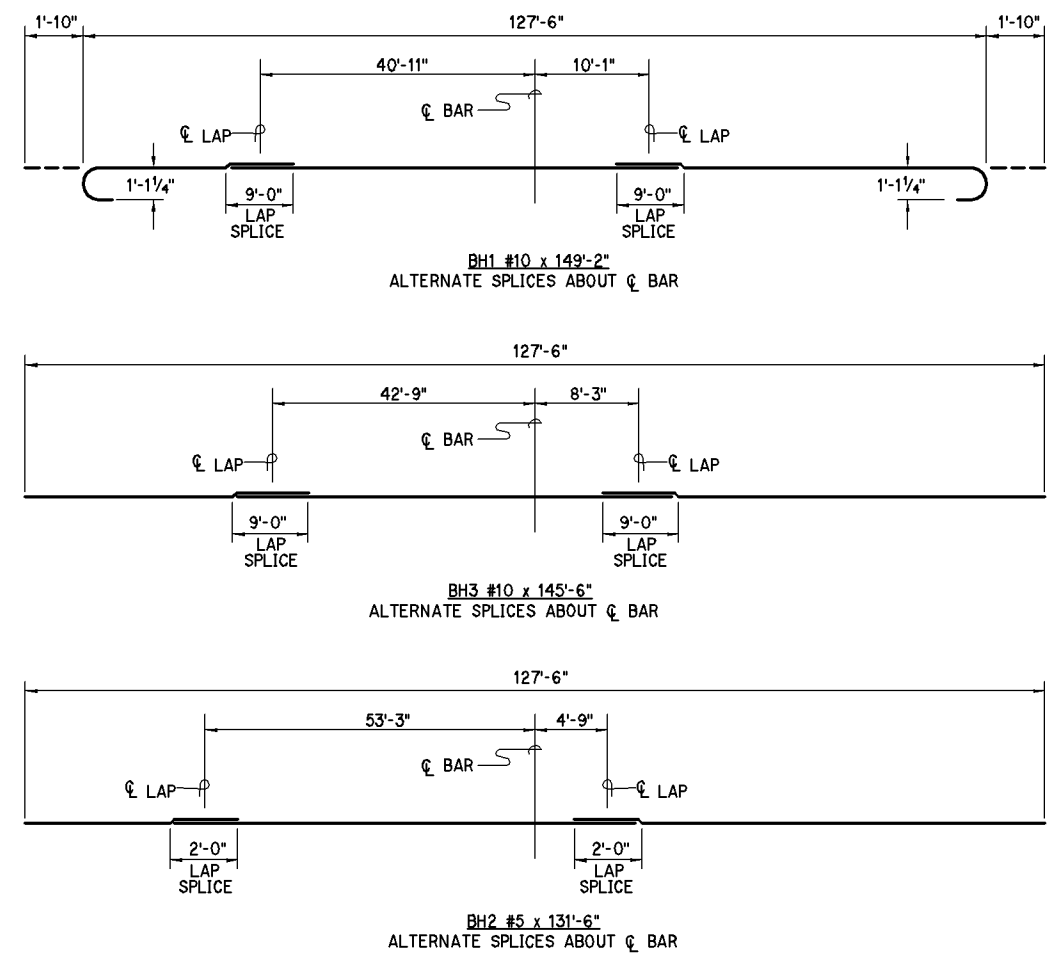 1'-10" 127'-6" 1'-10"
40'-11" 10'-1"
℄ BAR
℄ LAP ℄ LAP
1'-1¼" 1'-1¼"
9'-0" 9'-0"
LAP LAP
SPLICE SPLICE
BH1 #10 x 149'-2"
ALTERNATE SPLICES ABOUT ℄ BAR
127'-6"
42'-9" 8'-3"
℄ BAR
℄ LAP ℄ LAP
9'-0" 9'-0"
LAP LAP
SPLICE SPLICE
BH3 #10 x 145'-6"
ALTERNATE SPLICES ABOUT ℄ BAR
127'-6"
53'-3" 4'-9"
℄ BAR
℄ LAP ℄ LAP
2'-0" 2'-0"
LAP LAP
SPLICE SPLICE
BH2 #5 x 131'-6"
ALTERNATE SPLICES ABOUT ℄ BAR